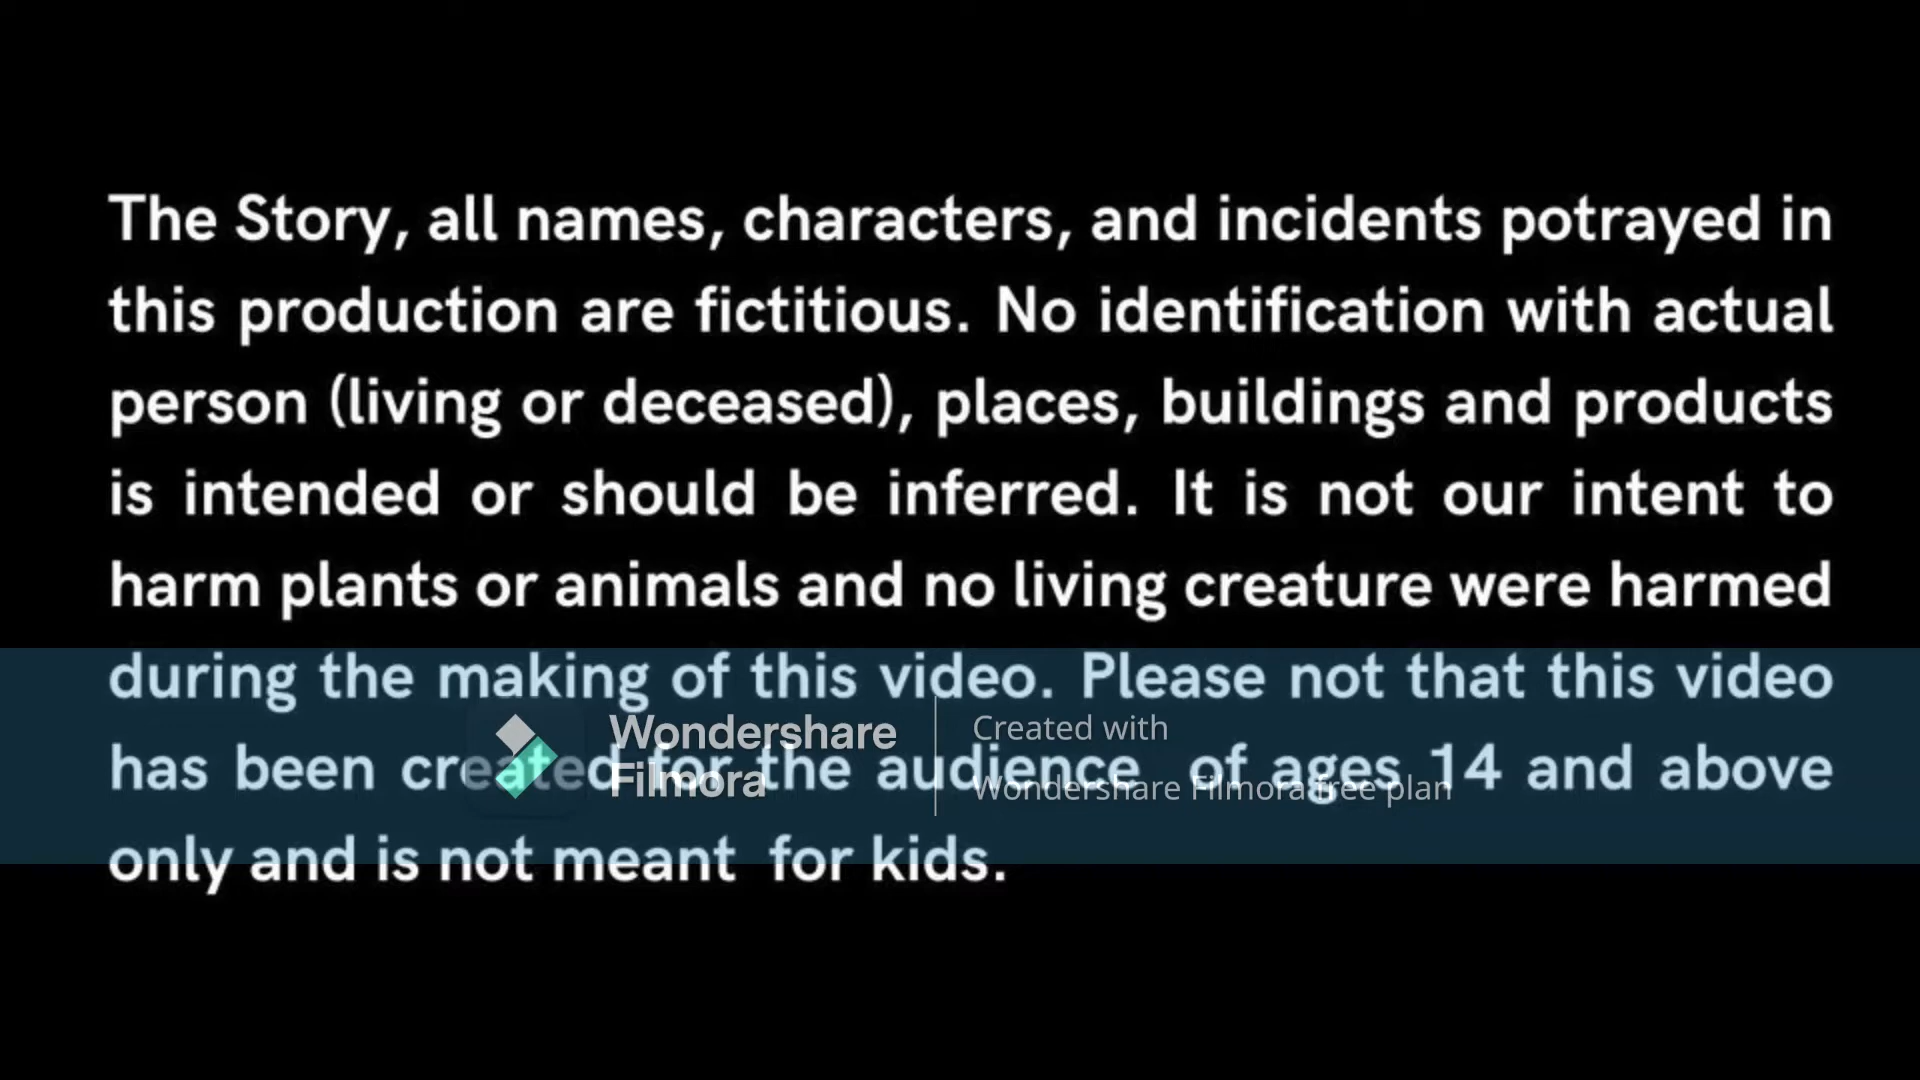 The Story, all names, characters, and incidents potrayed in
this production are fictitious. No identification with actual
person (living or deceased), places, buildings and products
is intended or should be inferred. It is not our intent to
harm plants or animals and no living creature were harmed
during the making of this video. Please not that this video
has been created for the audience of ages 14 and above
only and is not meant for kids.
Wondershare
Filmora
Created with
Wondershare Filmora free plan